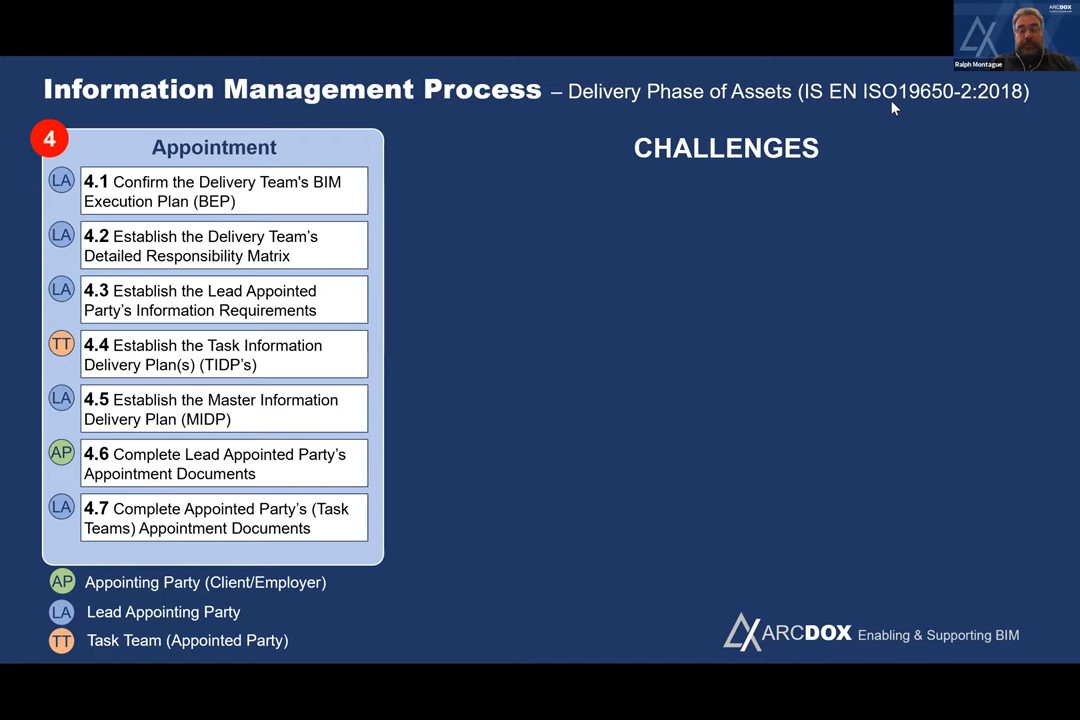 ARCDOX
Ralph Montague
Information Management Process – Delivery Phase of Assets (IS EN ISO19650-2:2018)
4
Appointment
CHALLENGES
LA
4.1 Confirm the Delivery Team's BIM
Execution Plan (BEP)
LA
4.2 Establish the Delivery Team’s
Detailed Responsibility Matrix
LA
4.3 Establish the Lead Appointed
Party’s Information Requirements
TT
4.4 Establish the Task Information
Delivery Plan(s) (TIDP’s)
LA
4.5 Establish the Master Information
Delivery Plan (MIDP)
AP
4.6 Complete Lead Appointed Party’s
Appointment Documents
LA
4.7 Complete Appointed Party’s (Task
Teams) Appointment Documents
AP Appointing Party (Client/Employer)
LA Lead Appointing Party
TT Task Team (Appointed Party)
ARCDOX Enabling & Supporting BIM